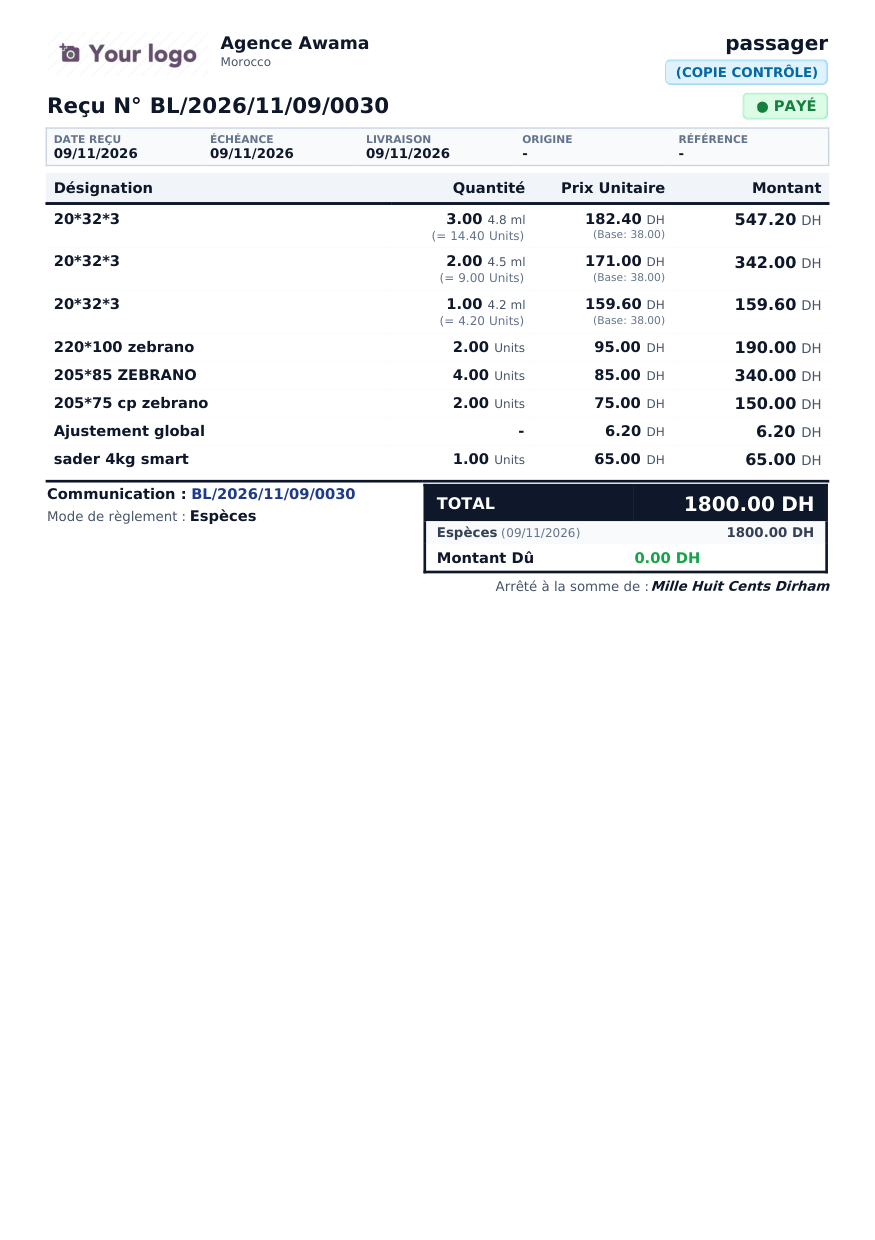 Your logo
Agence Awama
Morocco
passager
(COPIE CONTRÔLE)
Reçu N° BL/2026/11/09/0030
● PAYÉ
DATE REÇU ÉCHÉANCE LIVRAISON ORIGINE RÉFÉRENCE
09/11/2026 09/11/2026 09/11/2026 - -
Désignation Quantité Prix Unitaire Montant
20*32*3 3.00 4.8 ml 182.40 DH 547.20 DH
(= 14.40 Units) (Base: 38.00)
20*32*3 2.00 4.5 ml 171.00 DH 342.00 DH
(= 9.00 Units) (Base: 38.00)
20*32*3 1.00 4.2 ml 159.60 DH 159.60 DH
(= 4.20 Units) (Base: 38.00)
220*100 zebrano 2.00 Units 95.00 DH 190.00 DH
205*85 ZEBRANO 4.00 Units 85.00 DH 340.00 DH
205*75 cp zebrano 2.00 Units 75.00 DH 150.00 DH
Ajustement global - 6.20 DH 6.20 DH
sader 4kg smart 1.00 Units 65.00 DH 65.00 DH
Communication : BL/2026/11/09/0030
Mode de règlement : Espèces
TOTAL 1800.00 DH
Espèces (09/11/2026) 1800.00 DH
Montant Dû 0.00 DH
Arrêté à la somme de : Mille Huit Cents Dirham